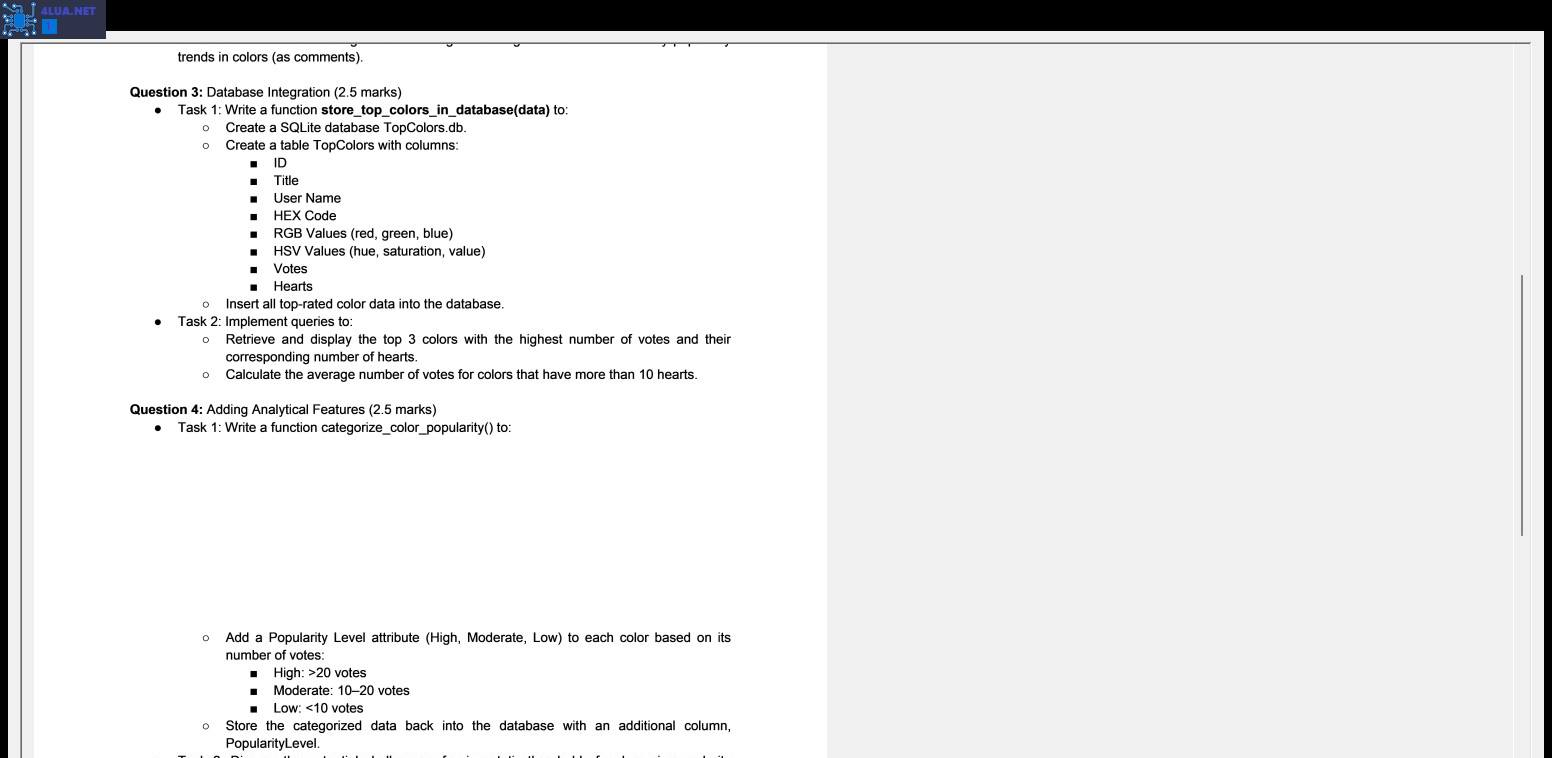 4LUA.NET
trends in colors (as comments).
Question 3: Database Integration (2.5 marks)
● Task 1: Write a function store_top_colors_in_database(data) to:
○ Create a SQLite database TopColors.db.
○ Create a table TopColors with columns:
■ ID
■ Title
■ User Name
■ HEX Code
■ RGB Values (red, green, blue)
■ HSV Values (hue, saturation, value)
■ Votes
■ Hearts
○ Insert all top-rated color data into the database.
● Task 2: Implement queries to:
○ Retrieve and display the top 3 colors with the highest number of votes and their
corresponding number of hearts.
○ Calculate the average number of votes for colors that have more than 10 hearts.
Question 4: Adding Analytical Features (2.5 marks)
● Task 1: Write a function categorize_color_popularity() to:
○ Add a Popularity Level attribute (High, Moderate, Low) to each color based on its
number of votes:
■ High: >20 votes
■ Moderate: 10–20 votes
■ Low: <10 votes
○ Store the categorized data back into the database with an additional column,
PopularityLevel.